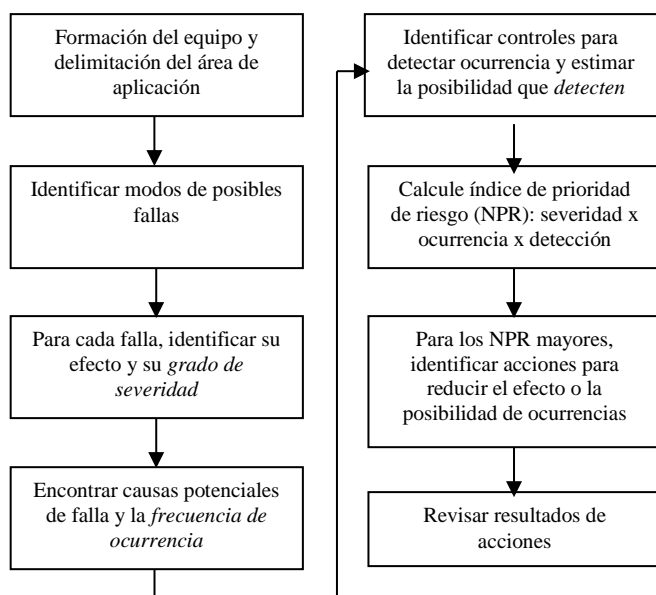 Formación del equipo y
delimitación del área de
aplicación
Identificar modos de posibles
fallas
Para cada falla, identificar su
efecto y su grado de
severidad
Encontrar causas potenciales
de falla y la frecuencia de
ocurrencia
Identificar controles para
detectar ocurrencia y estimar
la posibilidad que detecten
Calcule índice de prioridad
de riesgo (NPR): severidad x
ocurrencia x detección
Para los NPR mayores,
identificar acciones para
reducir el efecto o la
posibilidad de ocurrencias
Revisar resultados de
acciones